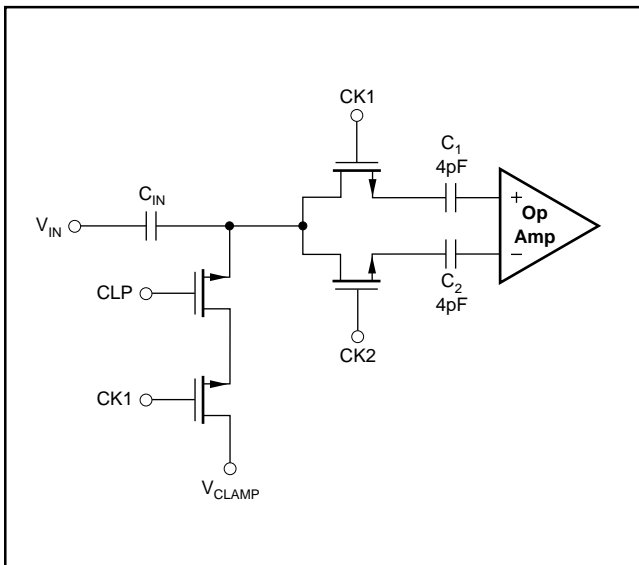 CK1
C1
4pF
CIN
VIN
+
Op
Amp
−
CLP
C2
4pF
CK2
CK1
VCLAMP